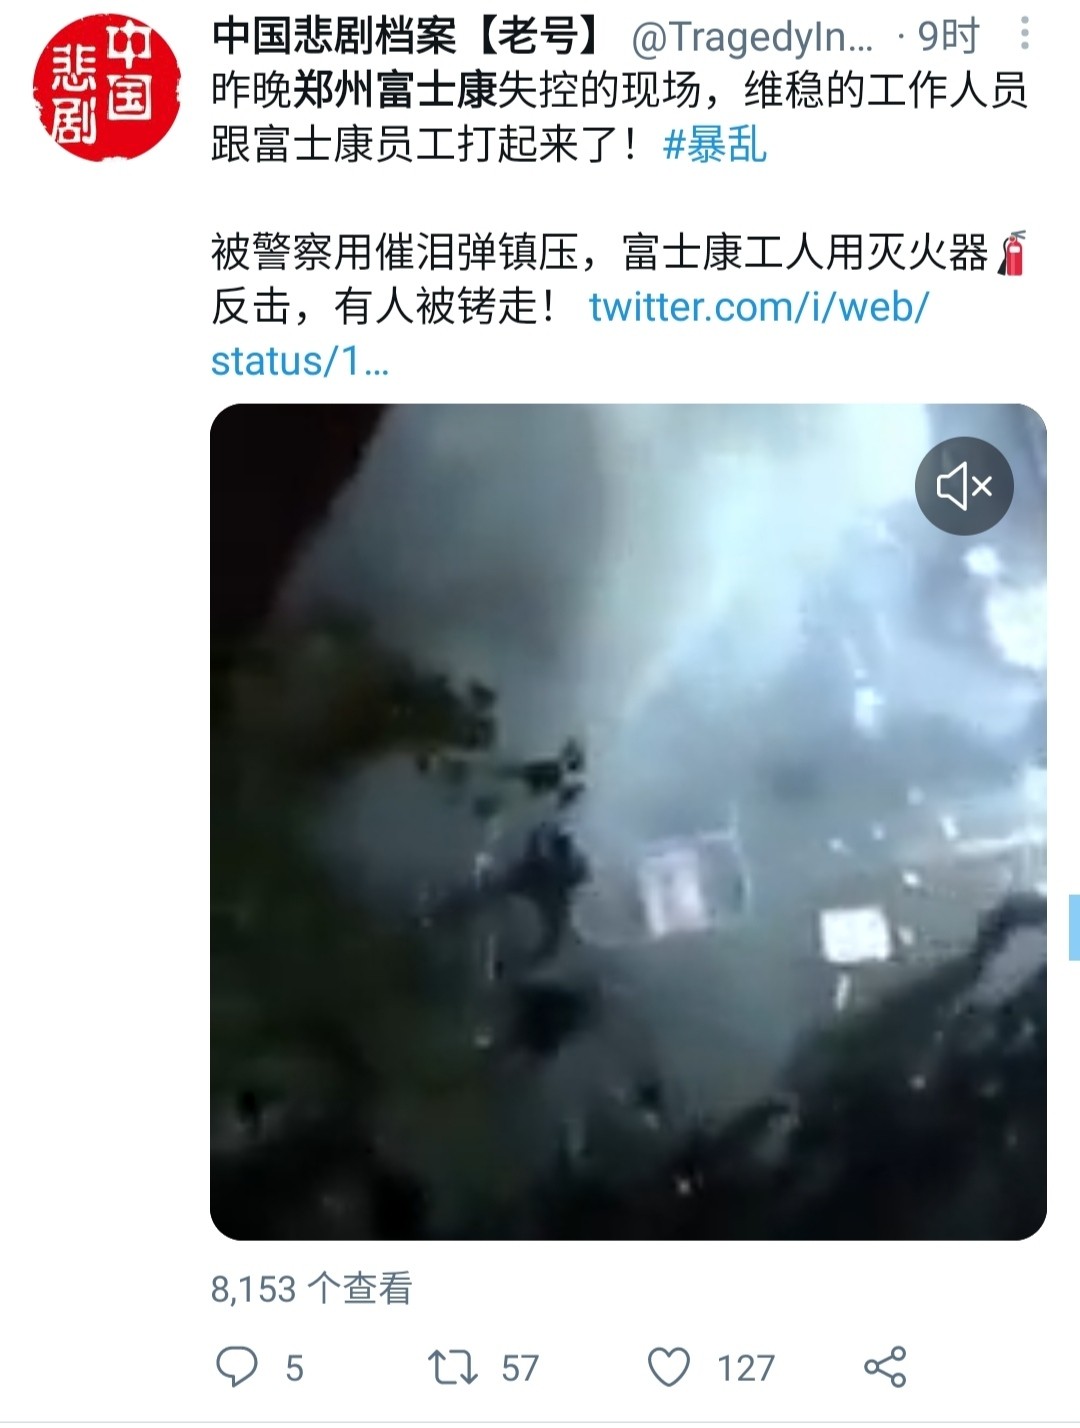 中国悲剧
中国悲剧档案【老号】 @TragedyIn… · 9时
昨晚郑州富士康失控的现场，维稳的工作人员
跟富士康员工打起来了！#暴乱
被警察用催泪弹镇压，富士康工人用灭火器🧯
反击，有人被铐走！ twitter.com/i/web/
status/1…
8,153 个查看
5 57 127